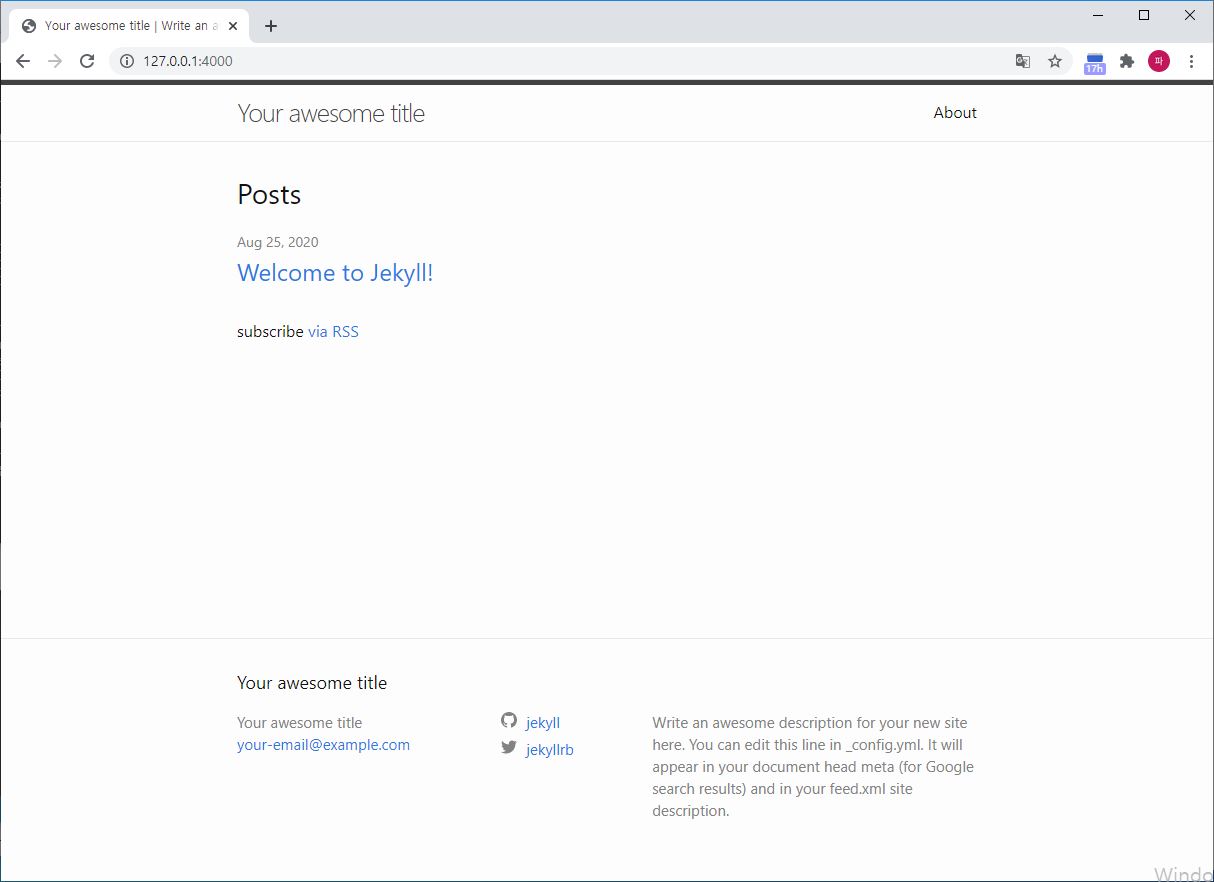 Your awesome title | Write an a
127.0.0.1:4000
17h
파
Your awesome title
About
Posts
Aug 25, 2020
Welcome to Jekyll!
subscribe via RSS
Your awesome title
Your awesome title
your-email@example.com
jekyll
jekyllrb
Write an awesome description for your new site
here. You can edit this line in _config.yml. It will
appear in your document head meta (for Google
search results) and in your feed.xml site
description.
Windo